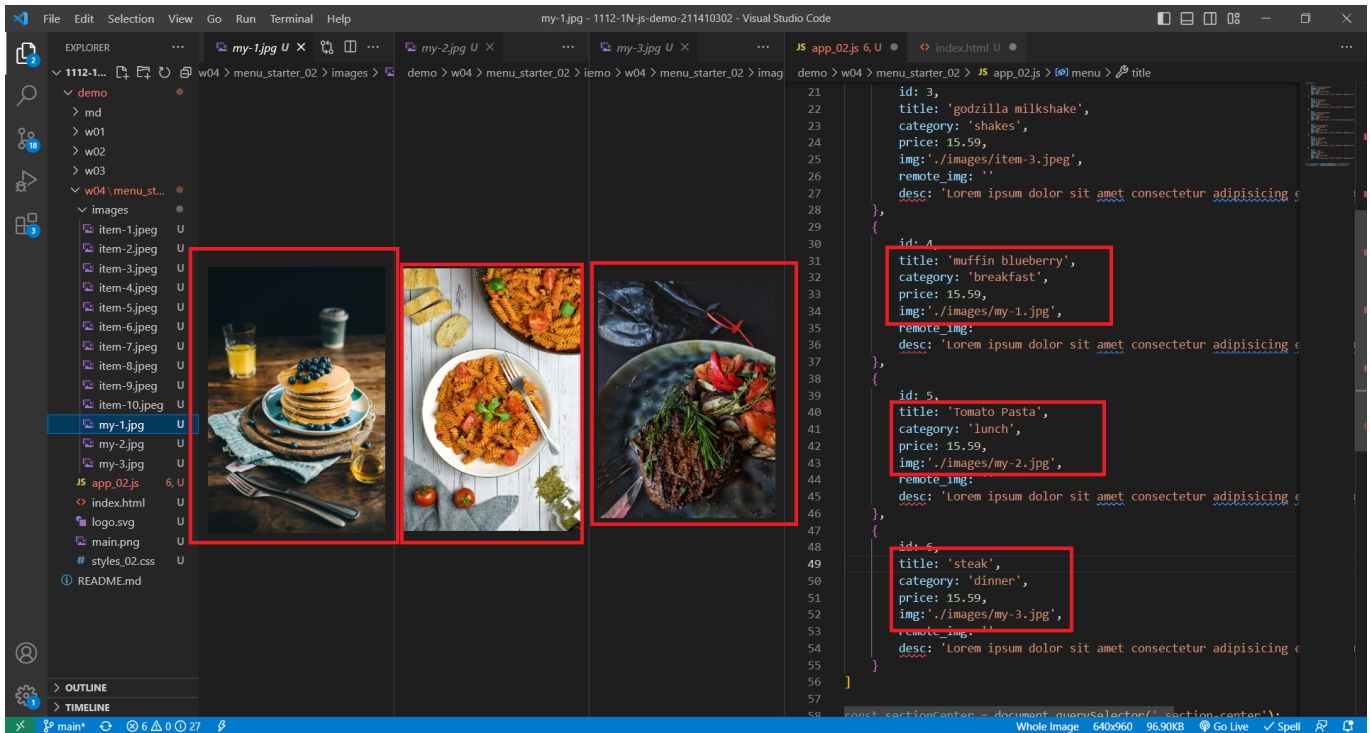 File Edit Selection View Go Run Terminal Help
my-1.jpg - 1112-1N-js-demo-211410302 - Visual Studio Code
EXPLORER ...
my-1.jpg U
my-2.jpg U
my-3.jpg U
JS app_02.js 6, U
index.html U
1112-1...
w04 > menu_starter_02 > images >
demo > w04 > menu_starter_02 >
emo > w04 > menu_starter_02 > imag
demo > w04 > menu_starter_02 > JS app_02.js > menu > title
demo
md
w01
w02
w03
w04 \ menu_st...
images
item-1.jpeg U
item-2.jpeg U
item-3.jpeg U
item-4.jpeg U
item-5.jpeg U
item-6.jpeg U
item-7.jpeg U
item-8.jpeg U
item-9.jpeg U
item-10.jpeg U
my-1.jpg U
my-2.jpg U
my-3.jpg U
JS app_02.js 6, U
index.html U
logo.svg U
main.png U
# styles_02.css U
README.md
OUTLINE
TIMELINE
2
18
3
1
21 id: 3,
22 title: 'godzilla milkshake',
23 category: 'shakes',
24 price: 15.59,
25 img:'./images/item-3.jpeg',
26 remote_img: ''
27 desc: 'Lorem ipsum dolor sit amet consectetur adipisicing e
28 },
29 {
30 id: 4,
31 title: 'muffin blueberry',
32 category: 'breakfast',
33 price: 15.59,
34 img:'./images/my-1.jpg',
35 remote_img:
36 desc: 'Lorem ipsum dolor sit amet consectetur adipisicing e
37 },
38 {
39 id: 5,
40 title: 'Tomato Pasta',
41 category: 'lunch',
42 price: 15.59,
43 img:'./images/my-2.jpg',
44 remote_img: ''
45 desc: 'Lorem ipsum dolor sit amet consectetur adipisicing e
46 },
47 {
48 id: 6,
49 title: 'steak',
50 category: 'dinner',
51 price: 15.59,
52 img:'./images/my-3.jpg',
53 remote_img: ''
54 desc: 'Lorem ipsum dolor sit amet consectetur adipisicing e
55 }
56 ]
57
58 const sectionCenter = document.querySelector('.section-center');
main* 6 0 27
Whole Image 640x960 96.90KB Go Live Spell